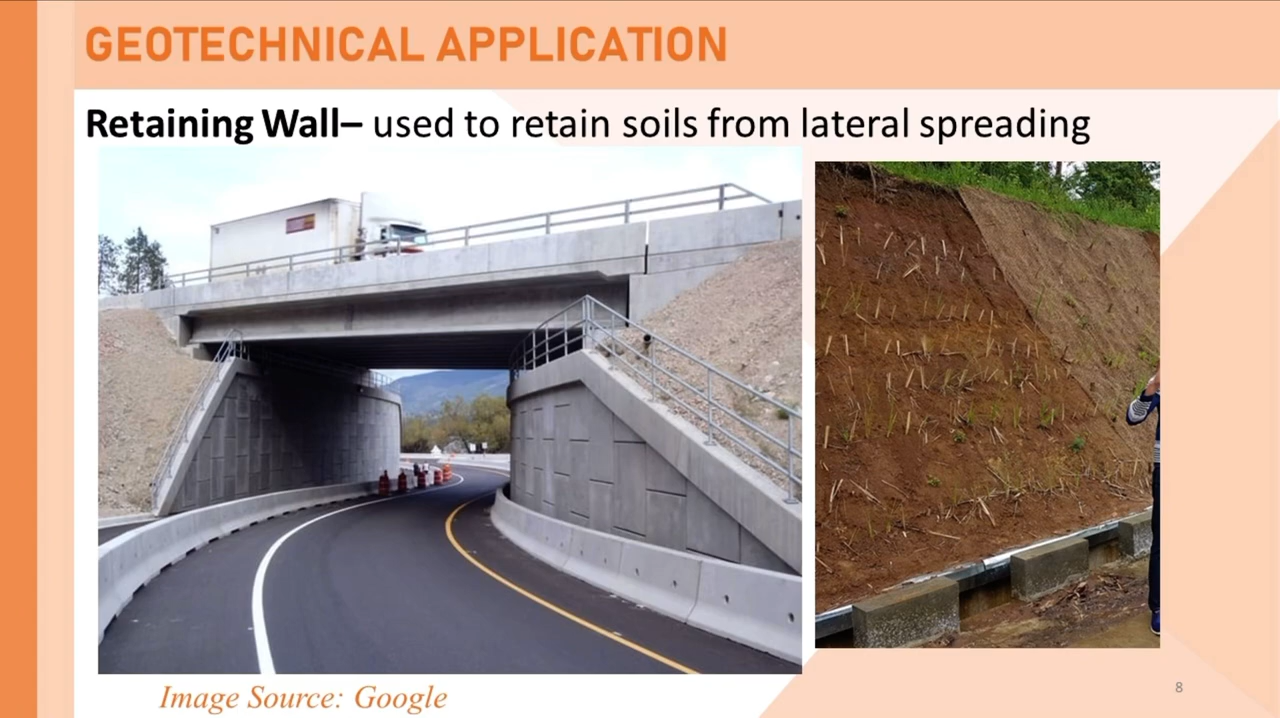 GEOTECHNICAL APPLICATION
Retaining Wall– used to retain soils from lateral spreading
Image Source: Google
8